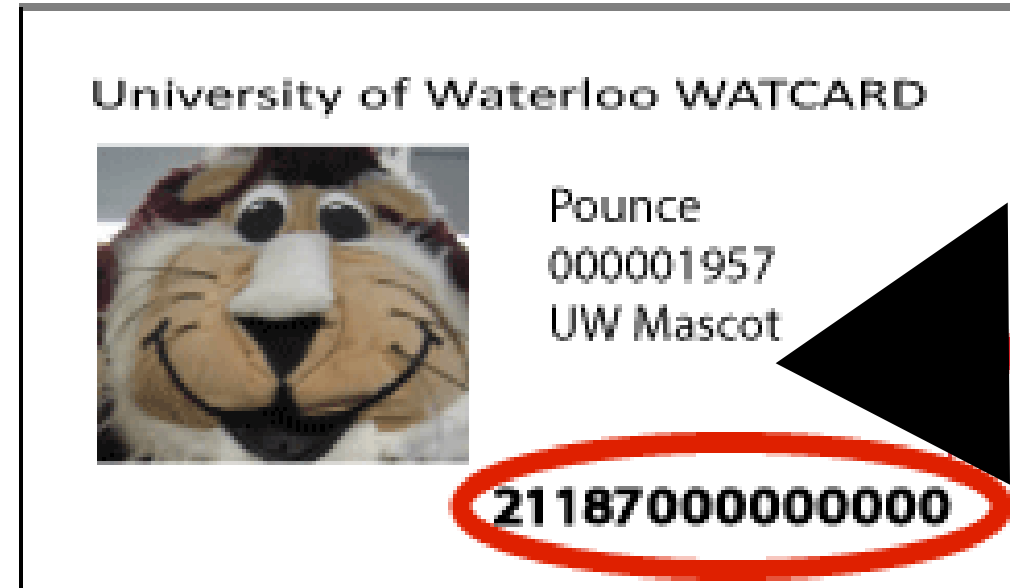 University of Waterloo WATCARD
Pounce
000001957
UW Mascot
21187000000000